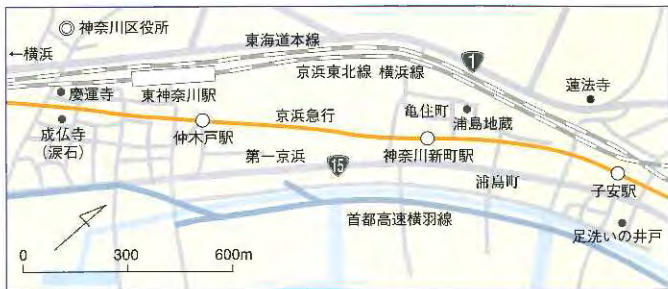 神奈川区役所
←横浜
東海道本線
1
京浜東北線 横浜線
蓮法寺
慶運寺
東神奈川駅
亀住町
浦島地蔵
京浜急行
成仏寺
(涙石)
仲木戸駅
神奈川新町駅
第一京浜
15
浦島町
子安駅
首都高速横羽線
足洗いの井戸
0 300 600m